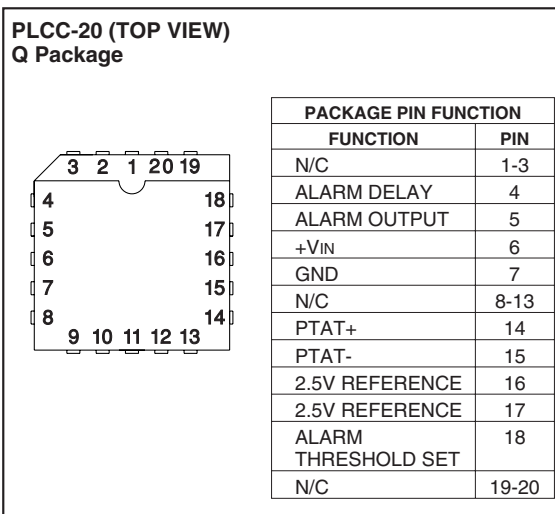 PLCC-20 (TOP VIEW)
Q Package
3 2 1 20 19
4 18
5 17
6 16
7 15
8 14
9 10 11 12 13
PACKAGE PIN FUNCTION
FUNCTION PIN
N/C 1-3
ALARM DELAY 4
ALARM OUTPUT 5
+VIN 6
GND 7
N/C 8-13
PTAT+ 14
PTAT- 15
2.5V REFERENCE 16
2.5V REFERENCE 17
ALARM 18
THRESHOLD SET
N/C 19-20